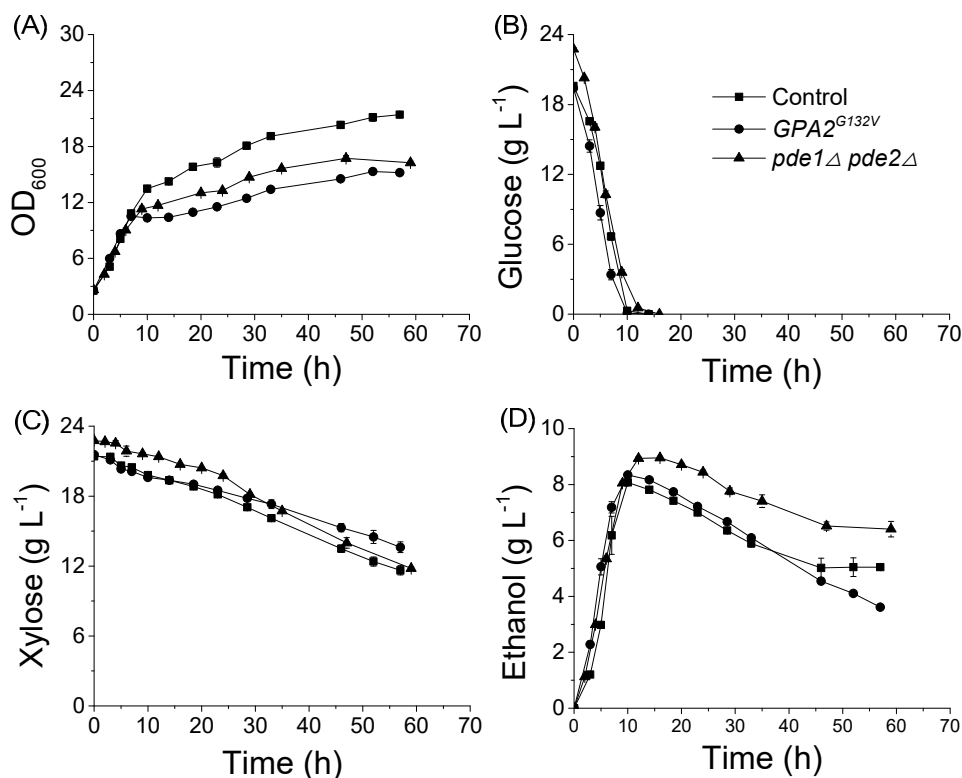 (A)
30
24
18
12
6
0
OD600
0 10 20 30 40 50 60 70
Time (h)
(B)
24
18
12
6
0
Glucose (g L-1)
Control
GPA2G132V
pde1Δ pde2Δ
0 10 20 30 40 50 60 70
Time (h)
(C)
24
18
12
6
0
Xylose (g L-1)
0 10 20 30 40 50 60 70
Time (h)
(D)
10
8
6
4
2
0
Ethanol (g L-1)
0 10 20 30 40 50 60 70
Time (h)